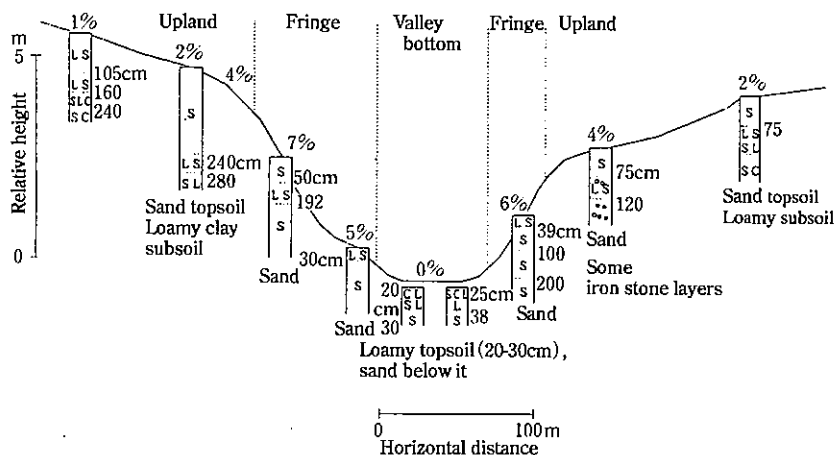 Upland
Fringe
Valley
bottom
Fringe
Upland
m
5
0
Relative height
1%
L S
105cm
L S
160
S L C
240
S C
2%
S
L S
240cm
S L
280
Sand topsoil
Loamy clay
subsoil
4%
7%
S
50cm
L S
192
S
Sand
5%
30cm
L S
S
Sand
0%
20
cm
30
C L
S L
S
S C L
25cm
L
38
S
Loamy topsoil (20-30cm),
sand below it
6%
L S
39cm
S
100
S
200
Sand
4%
S
75cm
L S
120
Sand
Some
iron stone layers
2%
S
75
L S
S L
S C
Sand topsoil
Loamy subsoil
0
100m
Horizontal distance